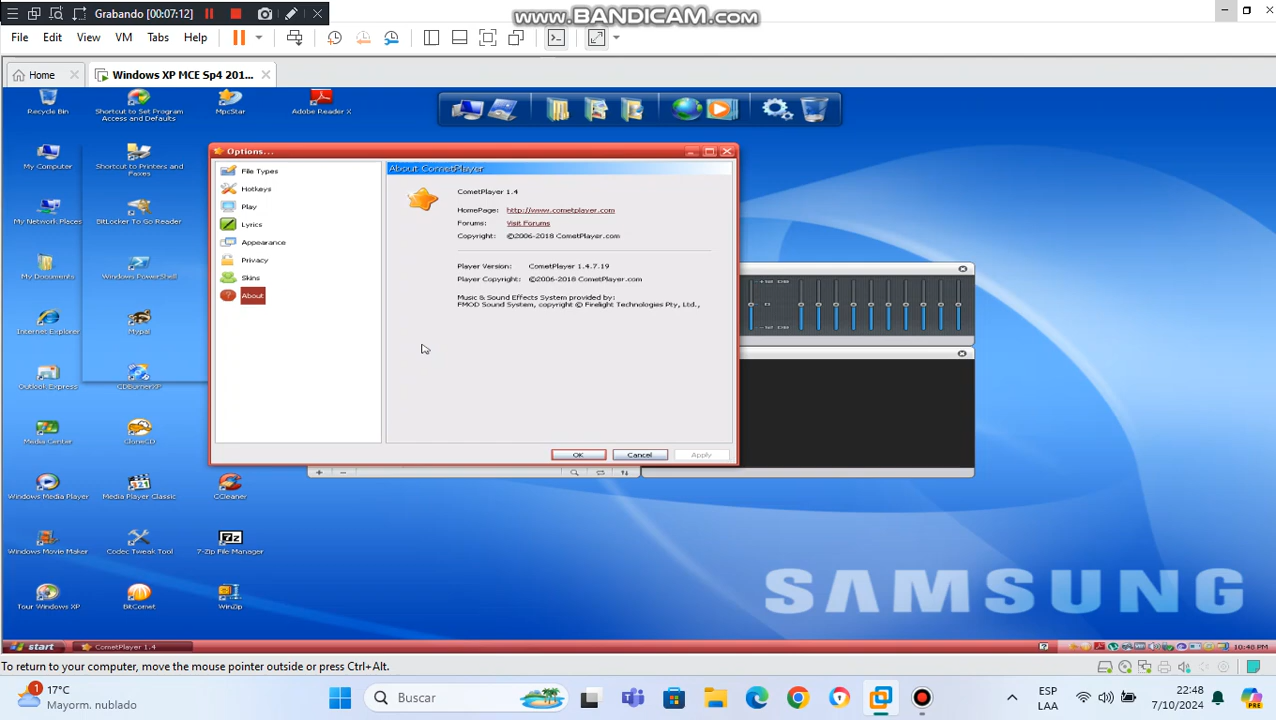 Grabando [00:07:12]
www.BANDICAM.com
File Edit View VM Tabs Help
Home
Windows XP MCE Sp4 201...
Recycle Bin
Shortcut to Set Program Access and Defaults
MpcStar
Adobe Reader X
My Computer
Shortcut to Printers and Faxes
My Network Places
BitLocker To Go Reader
My Documents
Windows PowerShell
Internet Explorer
Mypal
Outlook Express
CDBurnerXP
Media Center
CloneCD
Windows Media Player
Media Player Classic
CCleaner
Windows Movie Maker
Codec Tweak Tool
7-Zip File Manager
Tour Windows XP
BitComet
WinZip
Options...
File Types
Hotkeys
Play
Lyrics
Appearance
Privacy
Skins
About
About CometPlayer
CometPlayer 1.4
HomePage: http://www.cometplayer.com
Forums: Visit Forums
Copyright: ©2006-2018 CometPlayer.com
Player Version: CometPlayer 1.4.7.19
Player Copyright: ©2006-2018 CometPlayer.com
Music & Sound Effects System provided by:
FMOD Sound System, copyright © Firelight Technologies Pty, Ltd.,
OK Cancel Apply
SAMSUNG
start
CometPlayer 1.4
10:48 PM
To return to your computer, move the mouse pointer outside or press Ctrl+Alt.
1
17°C
Mayorm. nublado
Buscar
ESP
LAA
22:48
7/10/2024
PRE